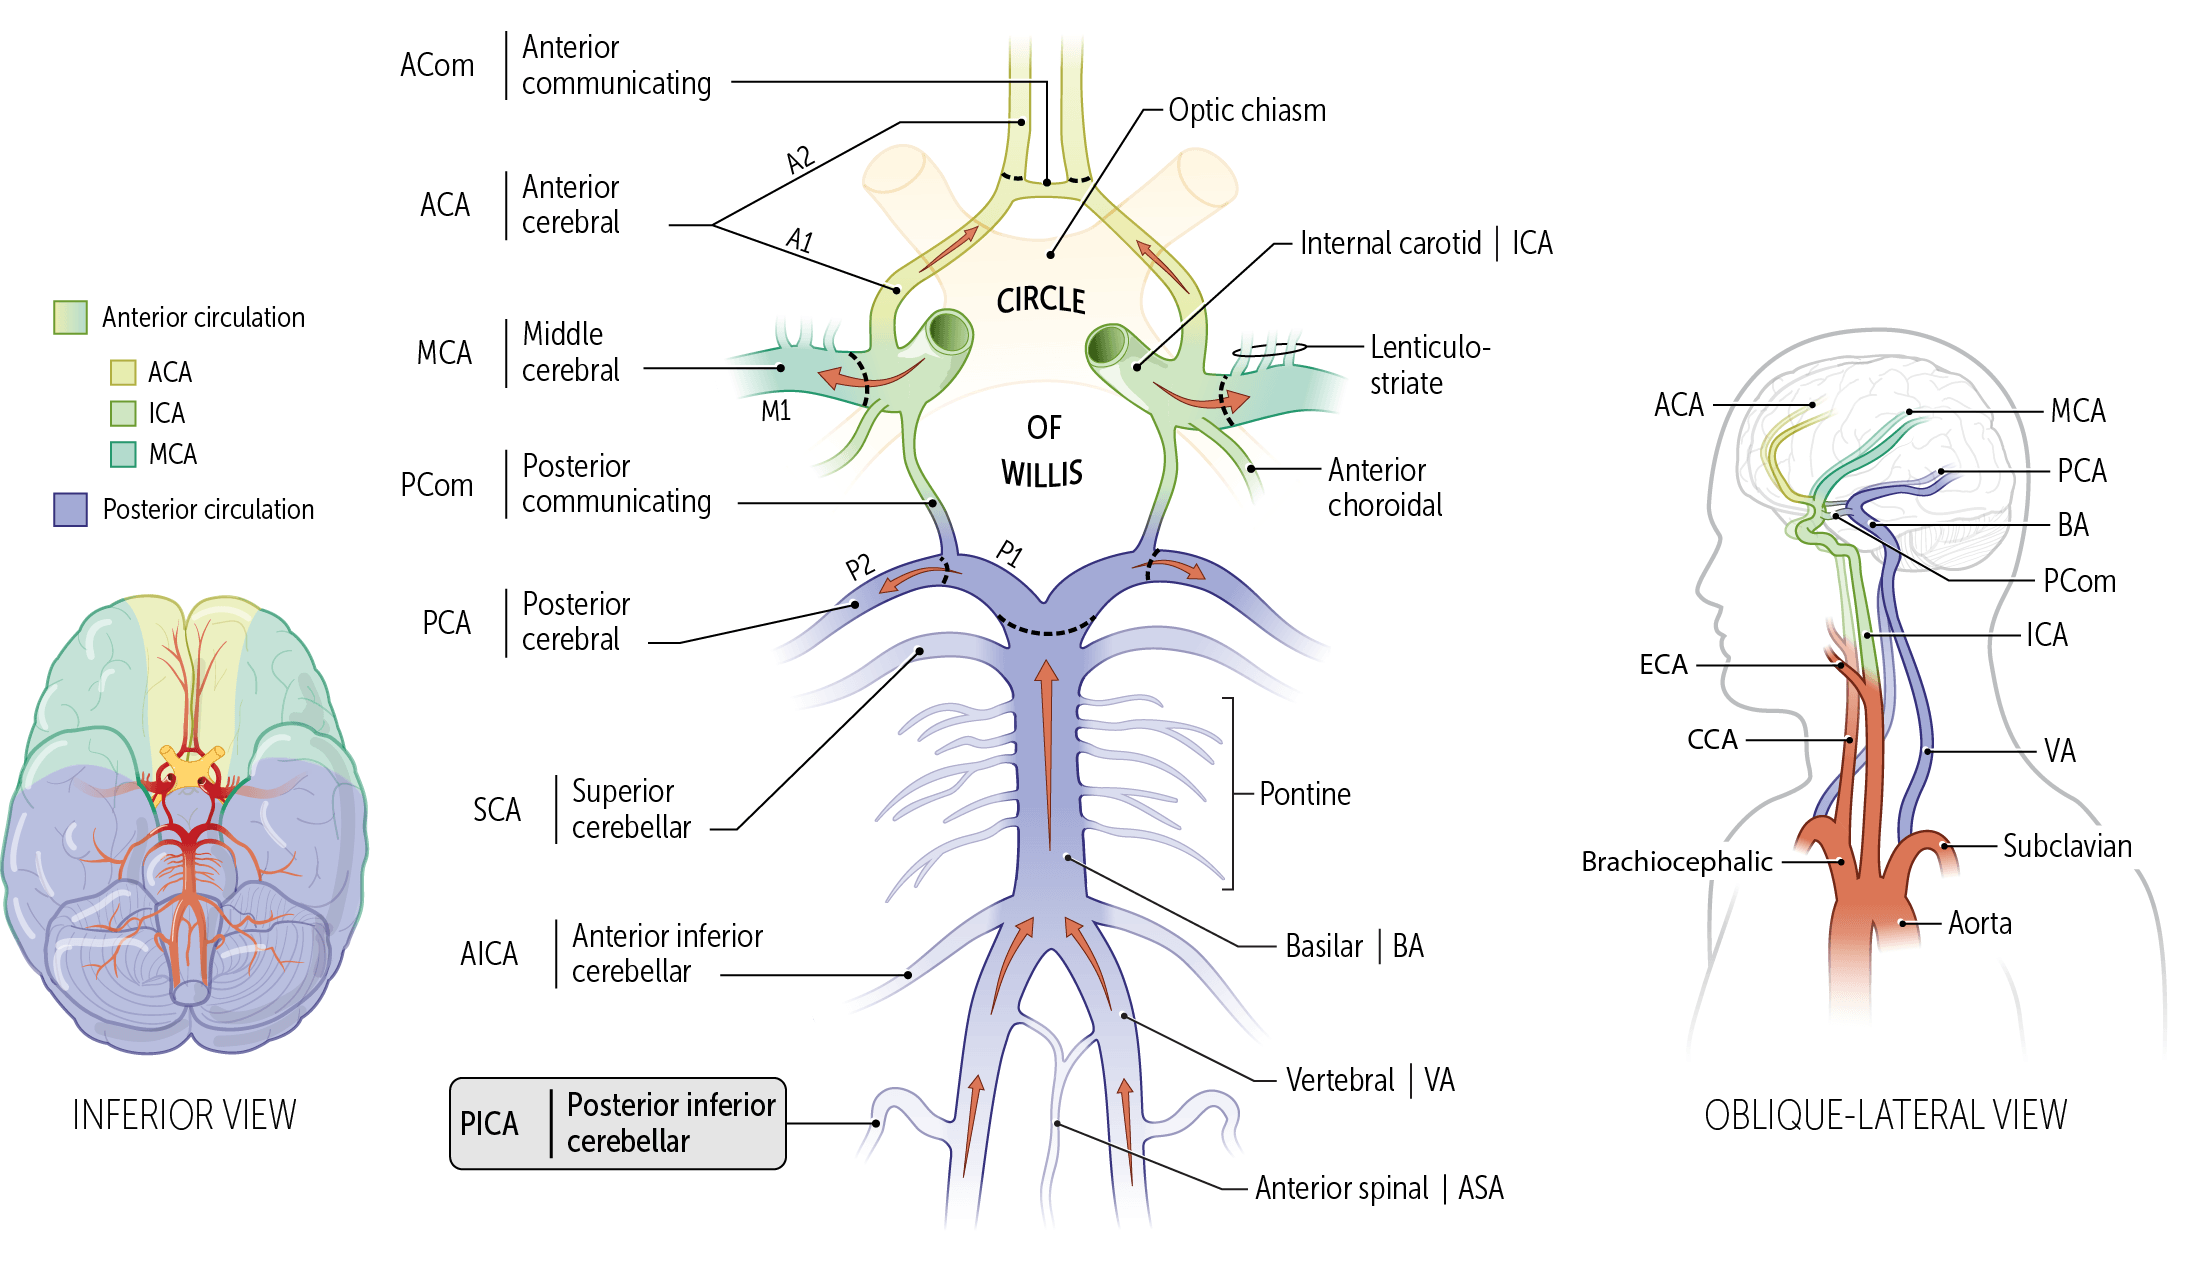 ACom
Anterior
communicating
ACA
Anterior
cerebral
A2
A1
MCA
Middle
cerebral
M1
PCom
Posterior
communicating
PCA
Posterior
cerebral
P2
P1
SCA
Superior
cerebellar
AICA
Anterior inferior
cerebellar
PICA
Posterior inferior
cerebellar
Optic chiasm
Internal carotid | ICA
CIRCLE
OF
WILLIS
Lenticulo-
striate
Anterior
choroidal
Pontine
Basilar | BA
Vertebral | VA
Anterior spinal | ASA
Anterior circulation
ACA
ICA
MCA
Posterior circulation
INFERIOR VIEW
ACA
MCA
PCA
BA
PCom
ICA
ECA
CCA
VA
Brachiocephalic
Subclavian
Aorta
OBLIQUE-LATERAL VIEW